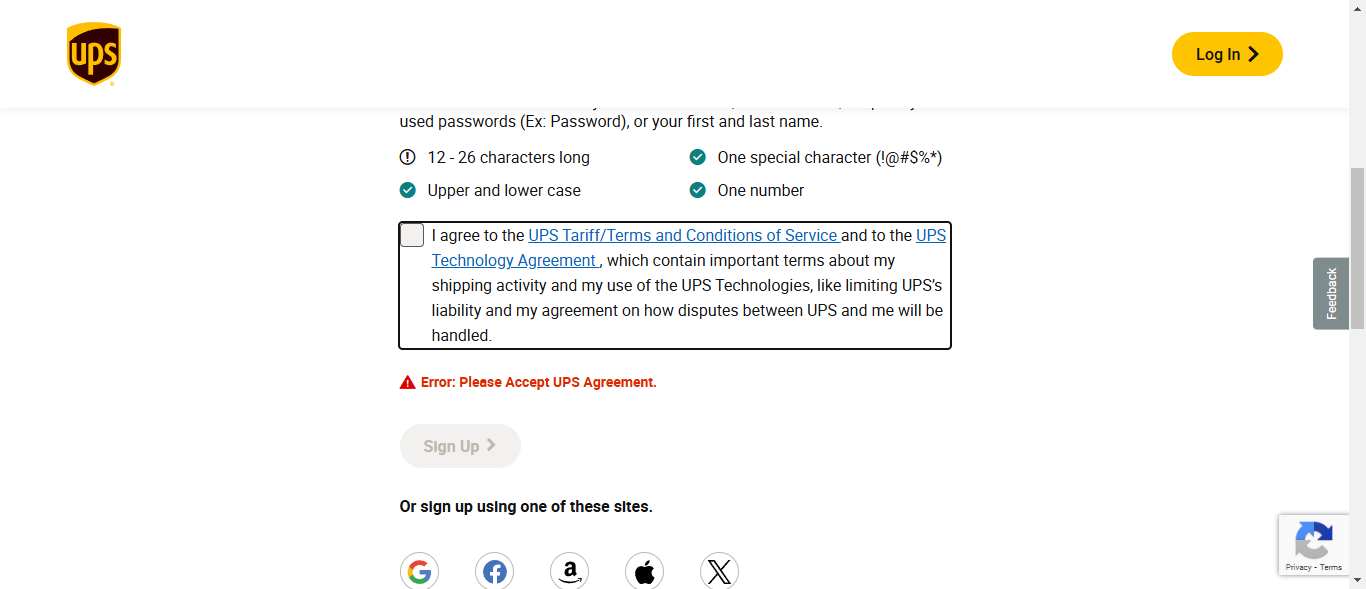 ups
Log In
used passwords (Ex: Password), or your first and last name.
12 - 26 characters long
One special character (!@#$%*)
Upper and lower case
One number
I agree to the UPS Tariff/Terms and Conditions of Service and to the UPS
Technology Agreement , which contain important terms about my
shipping activity and my use of the UPS Technologies, like limiting UPS's
liability and my agreement on how disputes between UPS and me will be
handled.
Feedback
Error: Please Accept UPS Agreement.
Sign Up
Or sign up using one of these sites.
Privacy - Terms